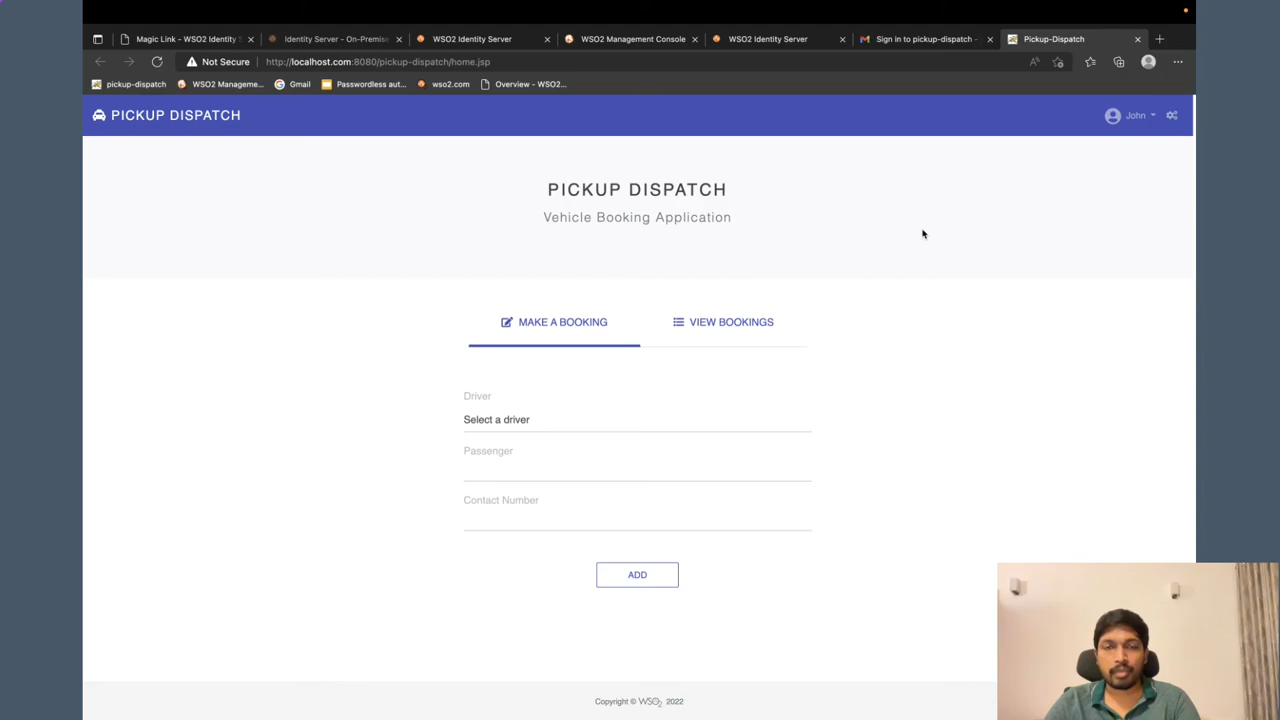 Magic Link - WSO2 Identity S
Identity Server - On-Premise
WSO2 Identity Server
WSO2 Management Console
WSO2 Identity Server
Sign in to pickup-dispatch -
Pickup-Dispatch
Not Secure http://localhost.com:8080/pickup-dispatch/home.jsp
pickup-dispatch
WSO2 Manageme...
Gmail
Passwordless aut...
wso2.com
Overview - WSO2...
PICKUP DISPATCH
John
PICKUP DISPATCH
Vehicle Booking Application
MAKE A BOOKING
VIEW BOOKINGS
Driver
Select a driver
Passenger
Contact Number
ADD
Copyright © WSO2 2022